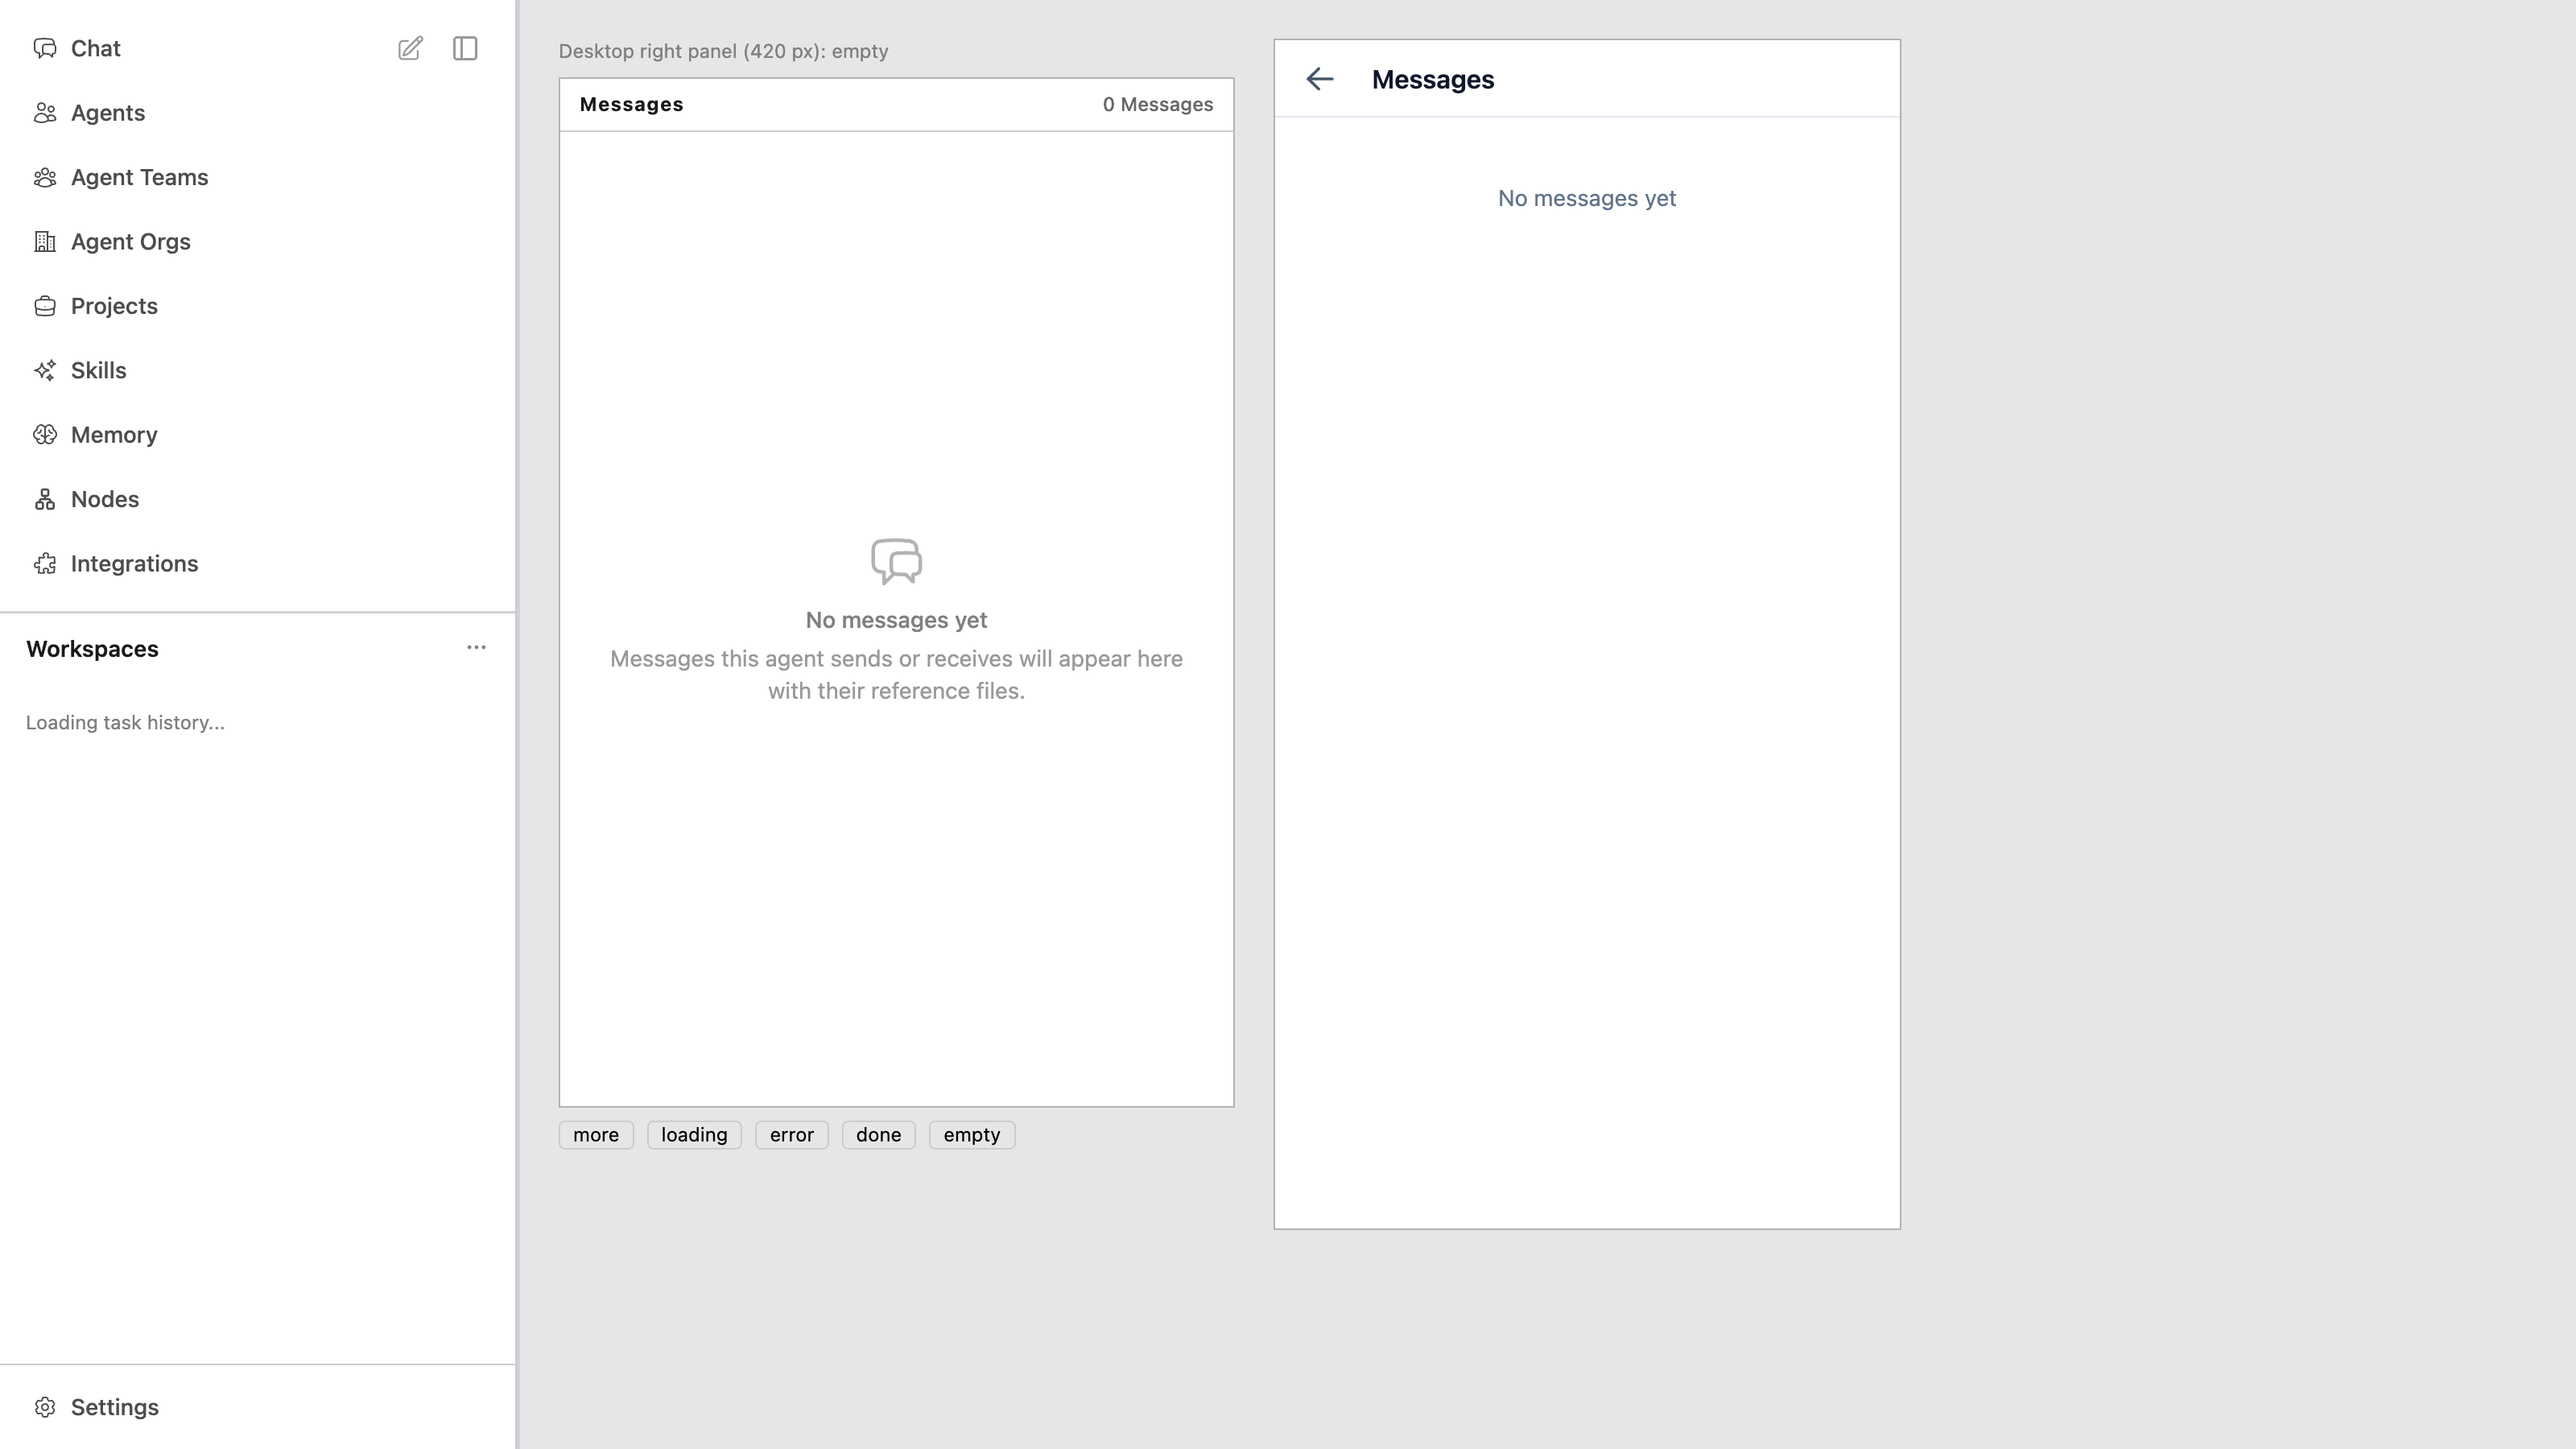 Chat
Agents
Agent Teams
Agent Orgs
Projects
Skills
Memory
Nodes
Integrations
Workspaces
Loading task history...
Settings
Desktop right panel (420 px): empty
Messages
0 Messages
No messages yet
Messages this agent sends or receives will appear here
with their reference files.
more
loading
error
done
empty
Messages
No messages yet